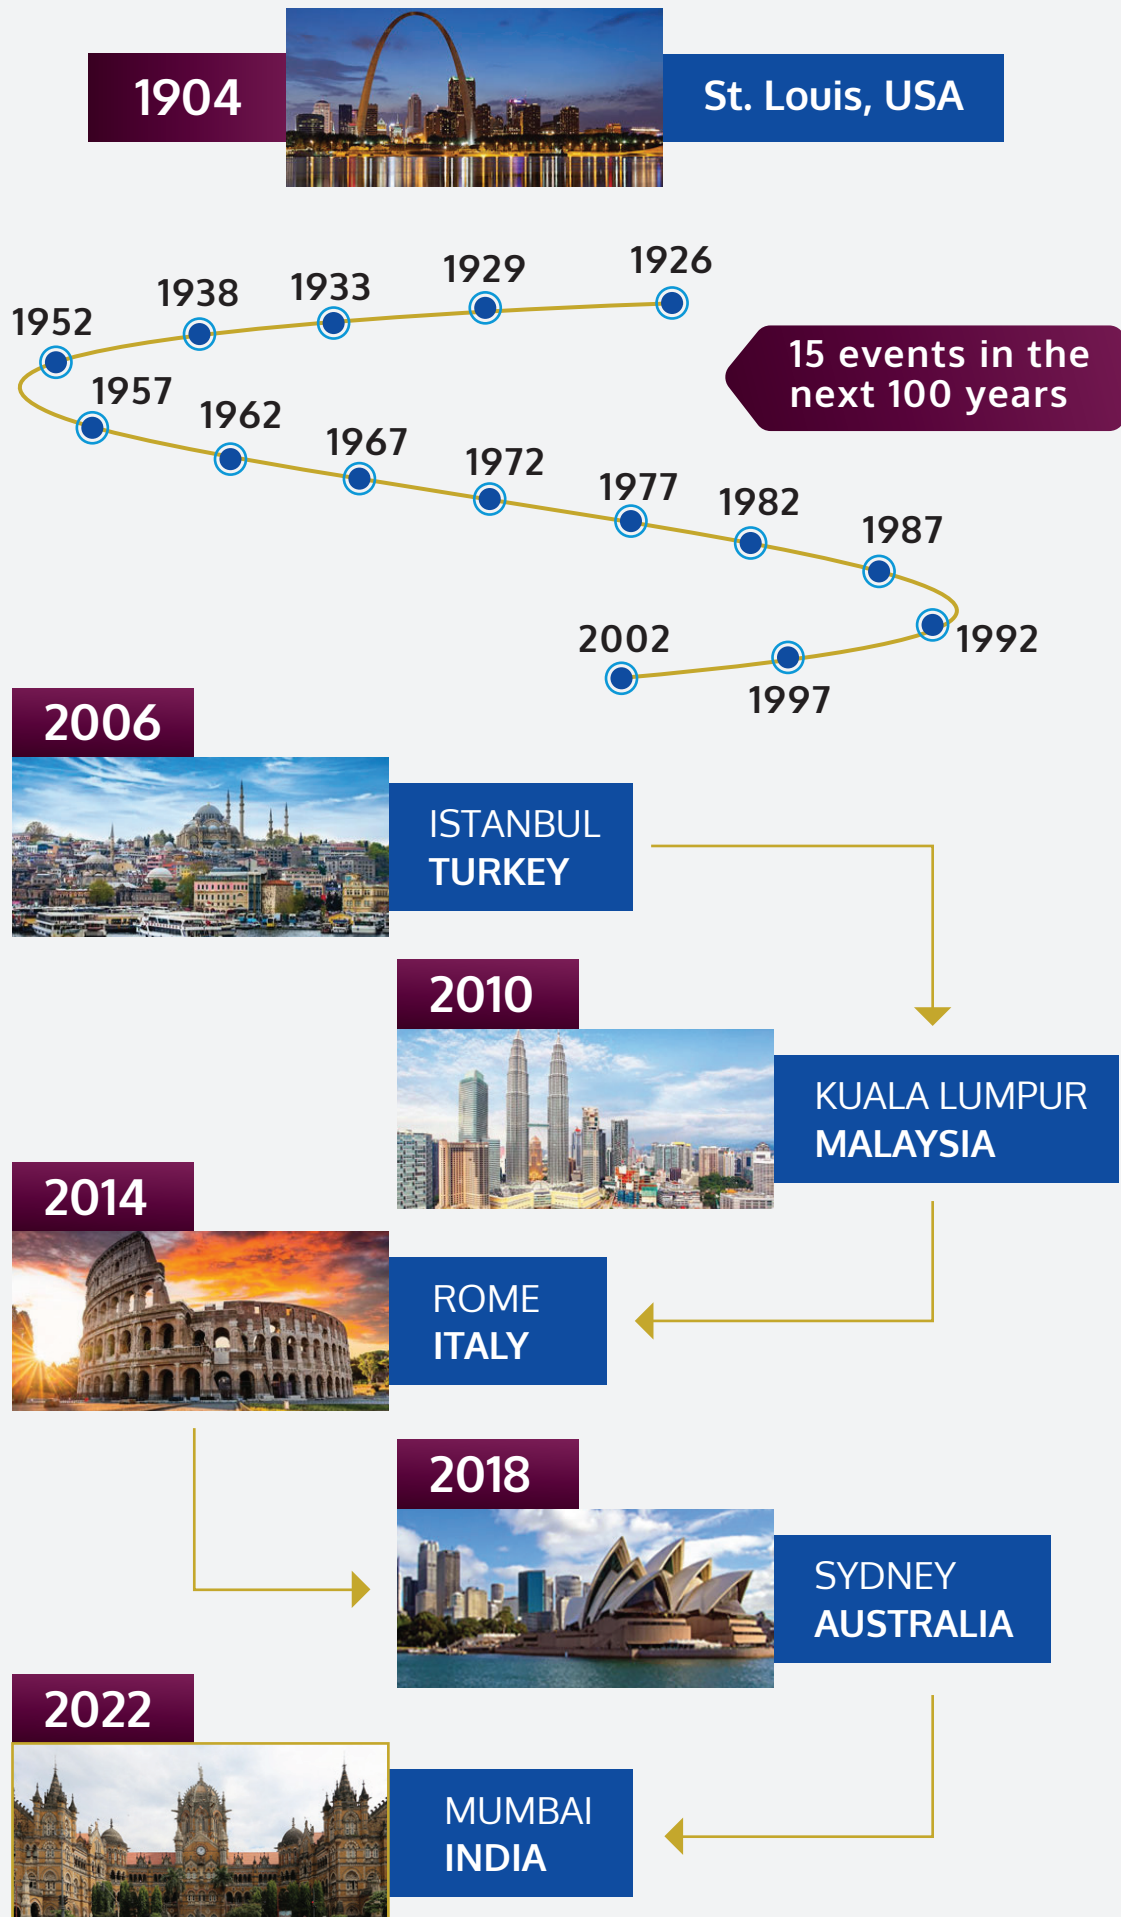 1904
St. Louis, USA
1926
1929
1933
1938
1952
15 events in the
next 100 years
1957
1962
1967
1972
1977
1982
1987
1992
1997
2002
2006
ISTANBUL
TURKEY
2010
KUALA LUMPUR
MALAYSIA
2014
ROME
ITALY
2018
SYDNEY
AUSTRALIA
2022
MUMBAI
INDIA